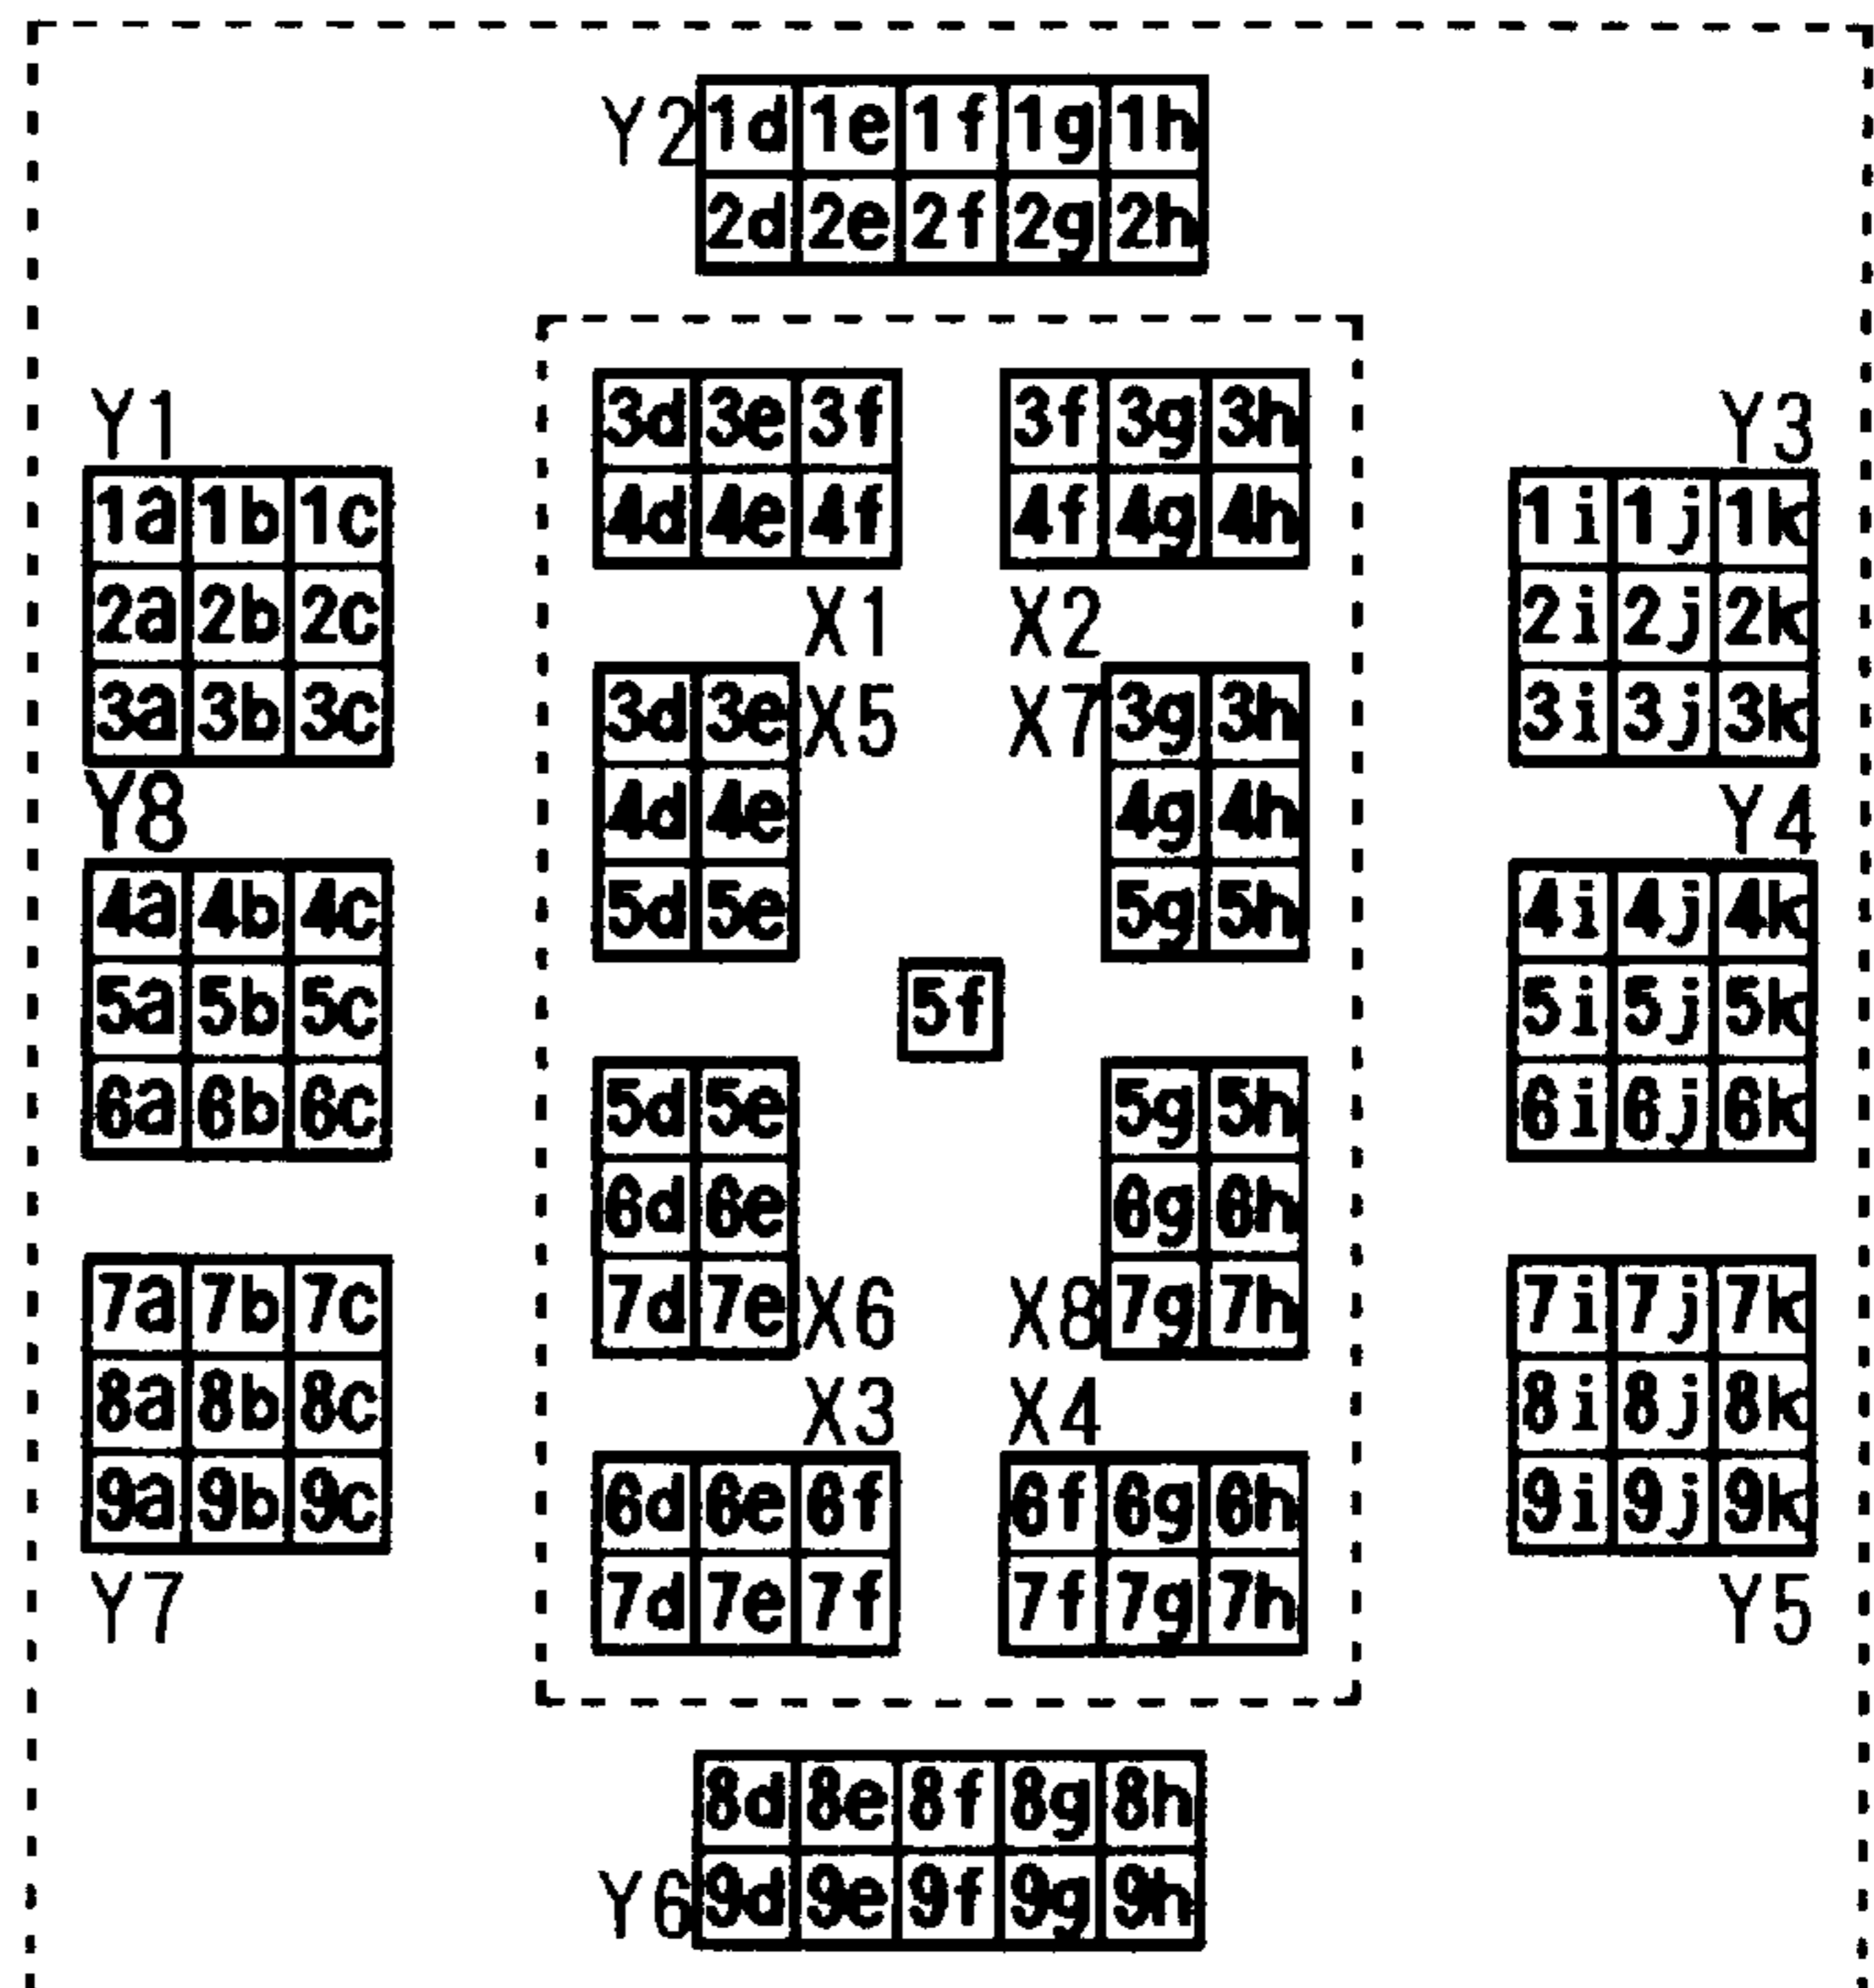 Y2
1d 1e 1f 1g 1h
2d 2e 2f 2g 2h
Y1
1a 1b 1c
2a 2b 2c
3a 3b 3c
3d 3e 3f
4d 4e 4f
X1
3f 3g 3h
4f 4g 4h
X2
Y3
1i 1j 1k
2i 2j 2k
3i 3j 3k
X5
3d 3e
4d 4e
5d 5e
X7
3g 3h
4g 4h
5g 5h
Y8
4a 4b 4c
5a 5b 5c
6a 6b 6c
5f
Y4
4i 4j 4k
5i 5j 5k
6i 6j 6k
5d 5e
6d 6e
7d 7e
X6
5g 5h
6g 6h
7g 7h
X8
7a 7b 7c
8a 8b 8c
9a 9b 9c
Y7
X3
6d 6e 6f
7d 7e 7f
X4
6f 6g 6h
7f 7g 7h
7i 7j 7k
8i 8j 8k
9i 9j 9k
Y5
8d 8e 8f 8g 8h
9d 9e 9f 9g 9h
Y6